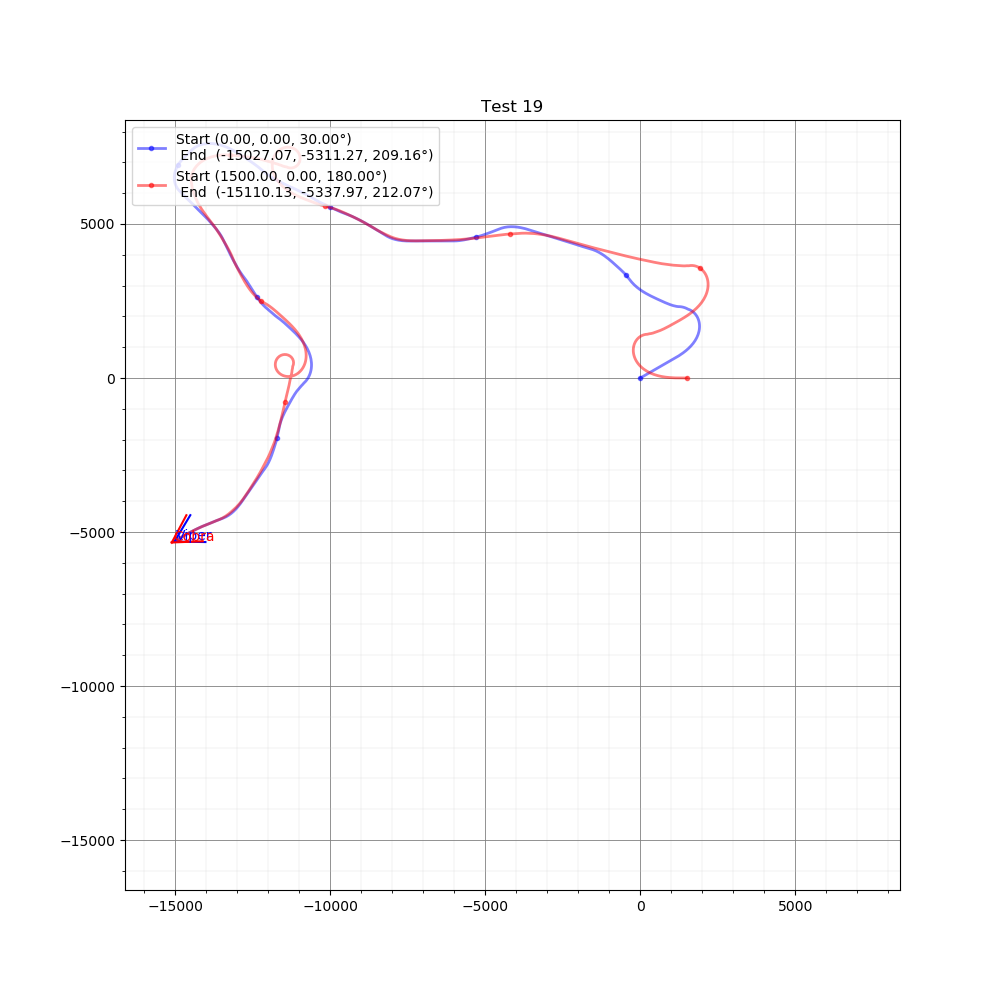 Test 19
Start (0.00, 0.00, 30.00°)
End (-15027.07, -5311.27, 209.16°)
Start (1500.00, 0.00, 180.00°)
End (-15110.13, -5337.97, 212.07°)
5000
0
−5000
−10000
−15000
−15000 −10000 −5000 0 5000